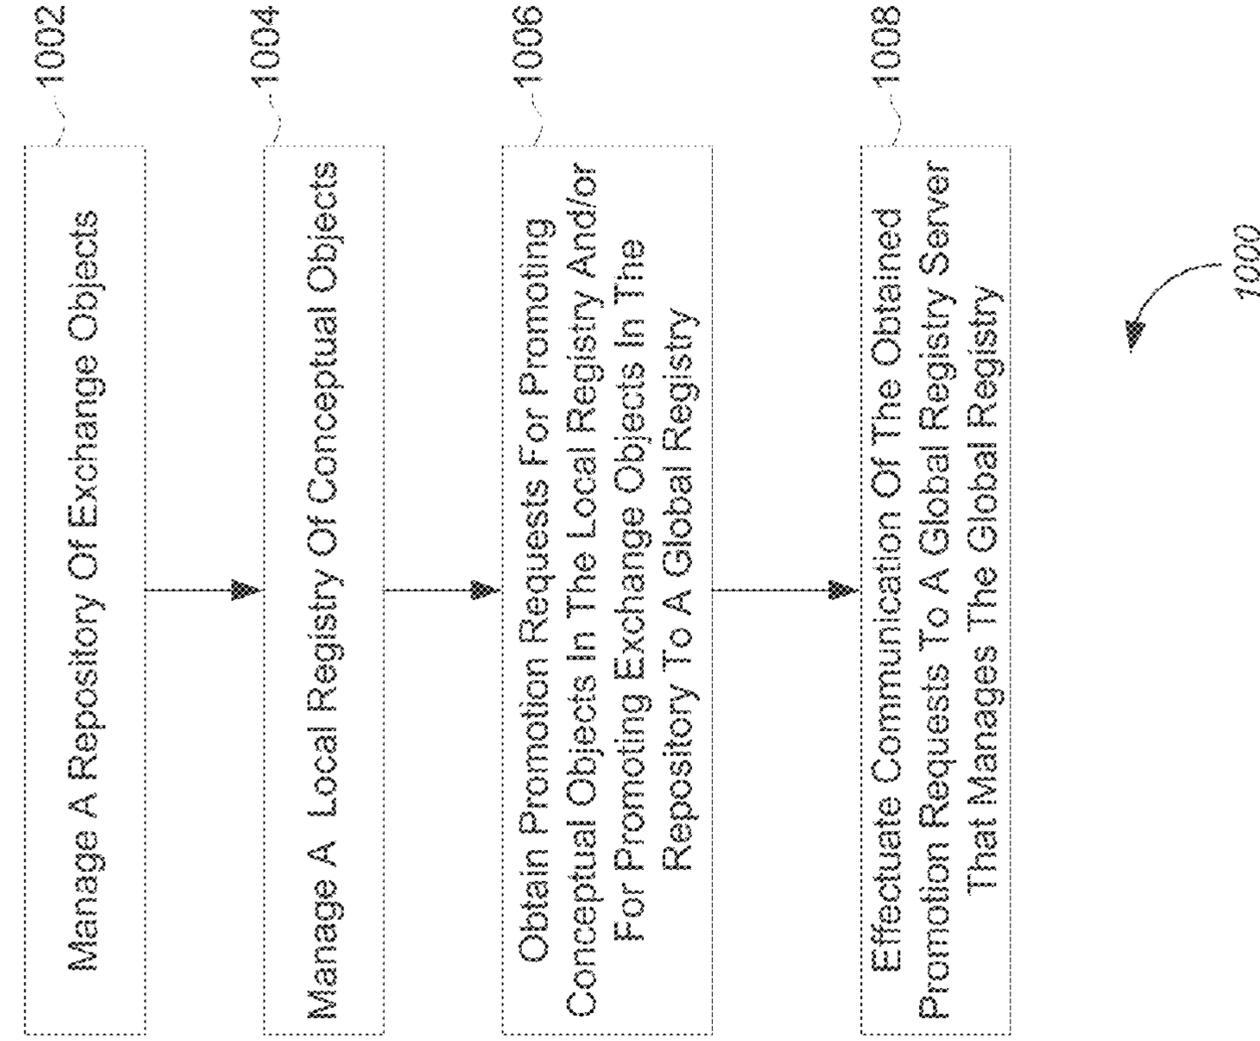 Manage A Repository Of Exchange Objects
1002
Manage A Local Registry Of Conceptual Objects
1004
Obtain Promotion Requests For Promoting
Conceptual Objects In The Local Registry And/or
For Promoting Exchange Objects In The
Repository To A Global Registry
1006
Effectuate Communication Of The Obtained
Promotion Requests To A Global Registry Server
That Manages The Global Registry
1008
1000